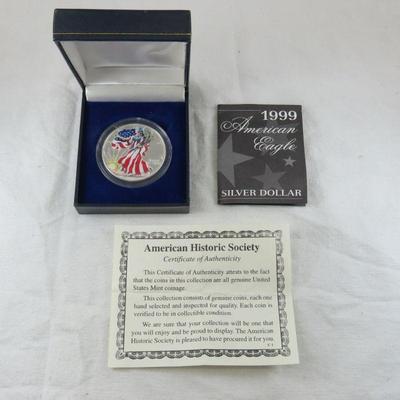 1999
American
Eagle
SILVER DOLLAR
American Historic Society
Certificate of Authenticity
This Certificate of Authenticity attests to the fact
that the coins in this collection are all genuine United
States Mint coinage.
This collection consists of genuine coins, each one
hand selected and inspected for quality. Each coin is
verified to be in collectible condition.
We are sure that your collection will be one that
you will enjoy and be proud to display. The American
Historic Society is pleased to have procured it for you.